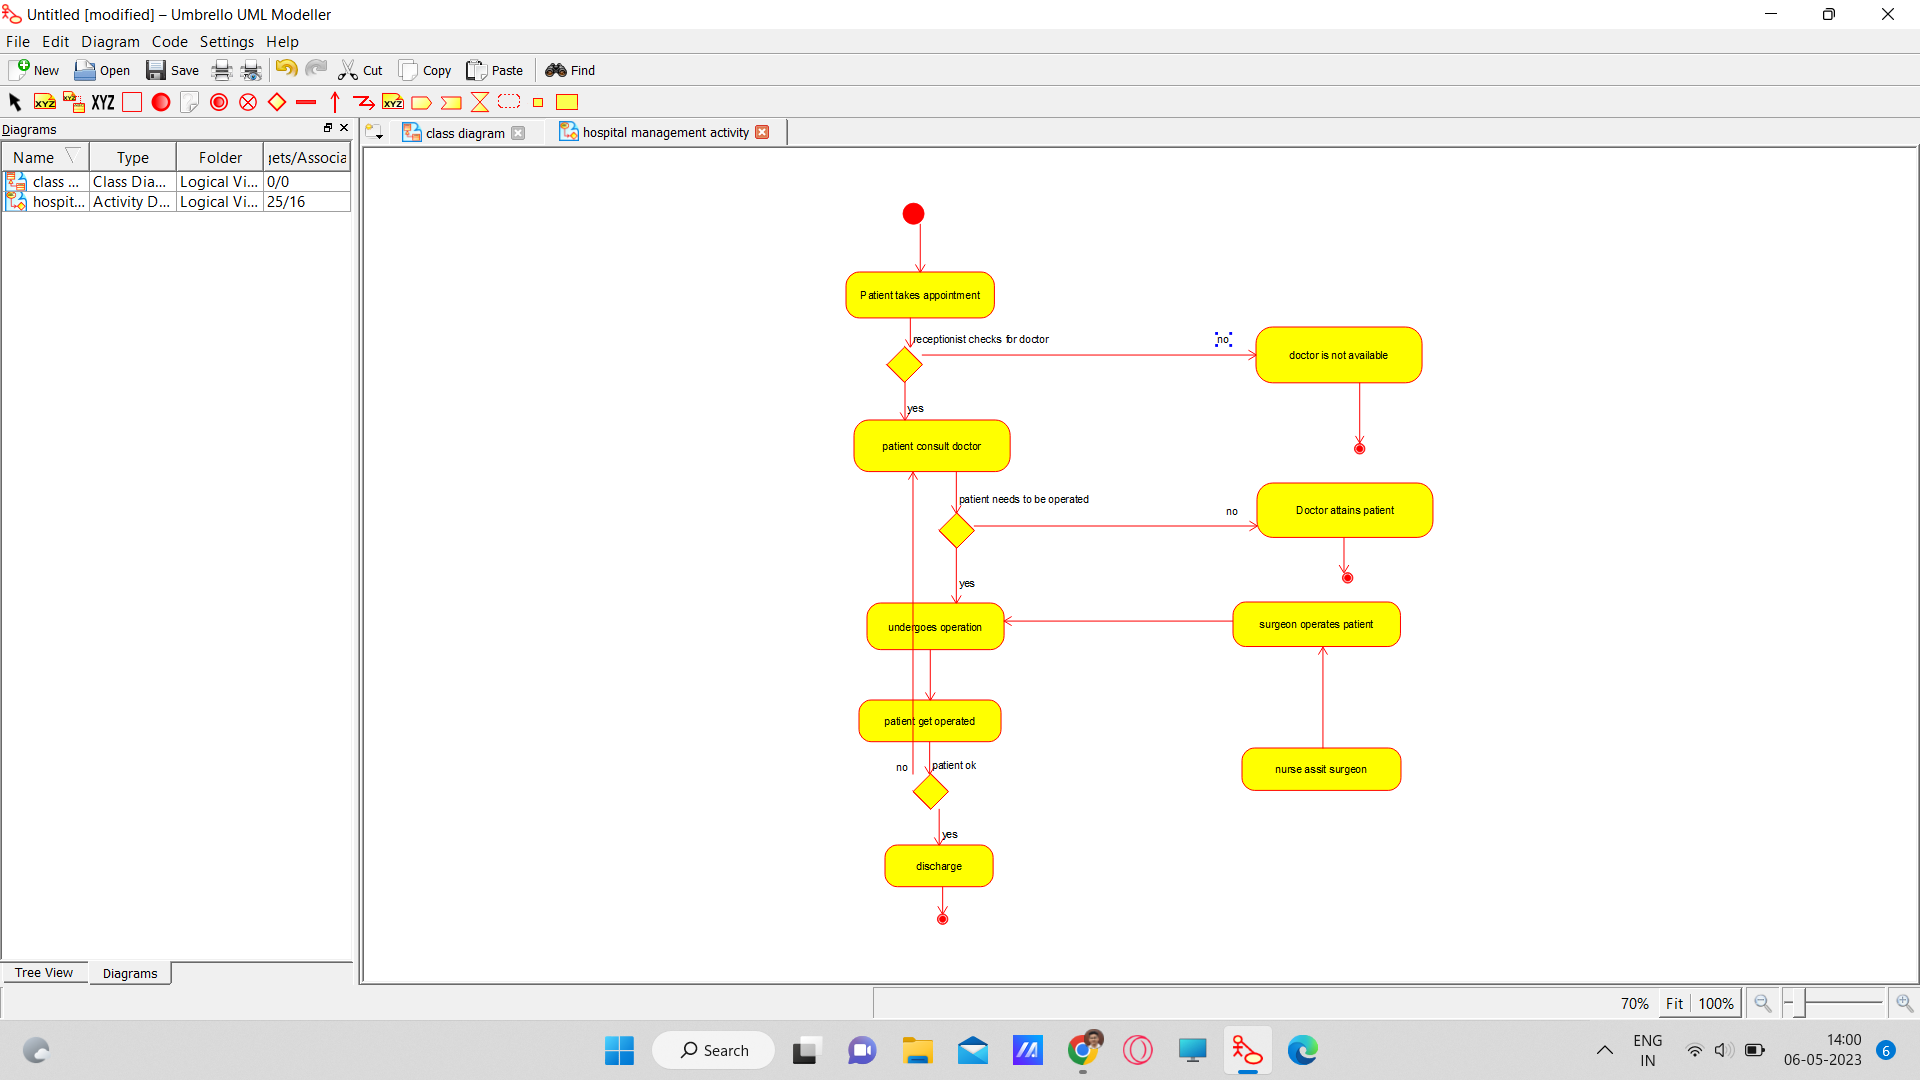 Untitled [modified] – Umbrello UML Modeller
File Edit Diagram Code Settings Help
New Open Save Cut Copy Paste Find
XYZ XYZ XYZ XYZ
Diagrams
class diagram hospital management activity
Name Type Folder jets/Associa
class ... Class Dia... Logical Vi... 0/0
hospit... Activity D... Logical Vi... 25/16
Patient takes appointment
receptionist checks for doctor
no
doctor is not available
yes
patient consult doctor
patient needs to be operated
no
Doctor attains patient
yes
undergoes operation
surgeon operates patient
patient get operated
no
patient ok
nurse assit surgeon
yes
discharge
Tree View Diagrams
70% Fit 100%
Search
ENG
IN
14:00
06-05-2023
6